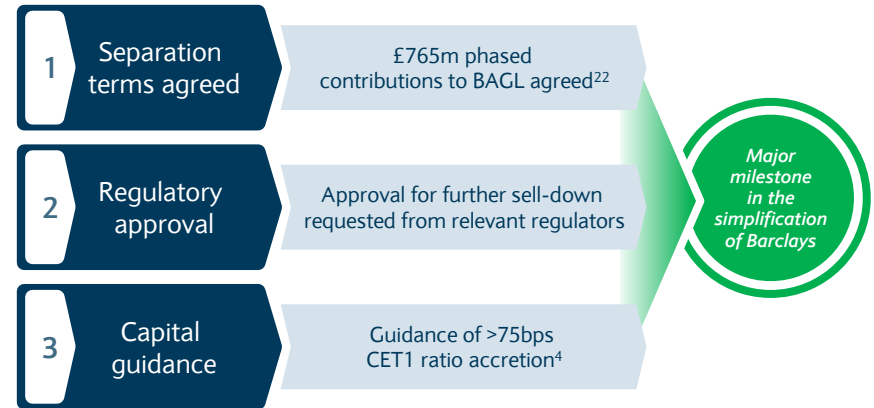 1
Separation
terms agreed
£765m phased
contributions to BAGL agreed22
2
Regulatory
approval
Approval for further sell-down
requested from relevant regulators
3
Capital
guidance
Guidance of >75bps
CET1 ratio accretion4
Major
milestone
in the
simplification
of Barclays